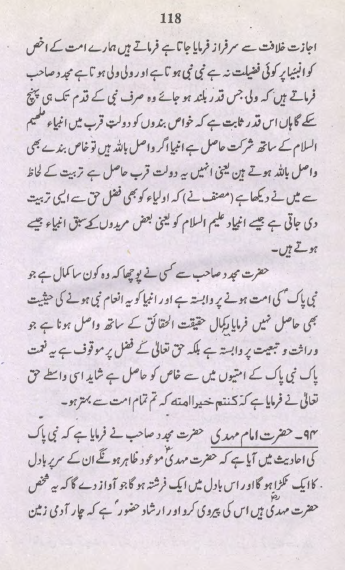 118
اجازت خلافت سے سرفراز فرمایا جاتا ہے فرماتے ہیں ہمارے امت کے اخص
کو انبیا پر کوئی فضیلت نہ ہے نبی نبی ہوتا ہے اور ولی ولی ہوتا ہے مجدد صاحب
فرماتے ہیں کہ ولی جس قدر بلند ہو جائے وہ صرف نبی کے قدم تک ہی پہنچ
سکے گا ہاں اس قدر ثابت ہے کہ خواص بندوں کو دولت قرب میں انبیاء علھیم
السلام کے ساتھ شرکت حاصل ہے انبیا اگر واصل باللہ ہیں تو خاص بندے بھی
واصل باللہ ہوتے ہین یعنی انہیں یہ دولت قرب حاصل ہے تربیت کے لحاظ
سے میں نے دیکھا ہے (مصنف نے) کہ اولیاء کو بھی فضل حق سے ایسی تربیت
دی جاتی ہے جیسے انبیاء علیہم السلام کو یعنی بعض مریدوں کے سبق انبیاء جیسے
ہوتے ہیں۔
حضرت مجدد صاحب سے کسی نے پوچھا کہ وہ کون سا کمال ہے جو
نبی پاکؐ کی امت ہونے پر وابستہ ہے اور انبیا کو یہ انعام نبی ہونے کی حیثیت
بھی حاصل نہیں فرمایا یہ کمال حقیقت الحقائق کے ساتھ واصل ہونا ہے جو
وراثت و تبعیت پر وابستہ ہے بلکہ حق تعالیٰ کے فضل پر موقوف ہے یہ نعمت
پاک نبی پاک کے امتیوں میں سے خاص کو حاصل ہے شاید اسی واسطے حق
تعالیٰ نے فرمایا ہے کہ کنتم خیر امته کہ تم تمام امت سے بہتر ہو۔
۹۴۔ حضرت امام مہدی حضرت مجدد صاحب نے فرمایا ہے کہ نبی پاک
کی احادیث میں آیا ہے کہ حضرت مہدیؓ موعود ظاہر ہونگے ان کے سر پر بادل
کا ایک ٹکڑا ہوگا اور اس بادل میں ایک فرشتہ ہوگا جو آواز دے گا کہ یہ شخص
حضرت مہدیؓ ہیں اس کی پیروی کرو اور ارشاد حضورؐ ہے کہ چار آدمی زمین